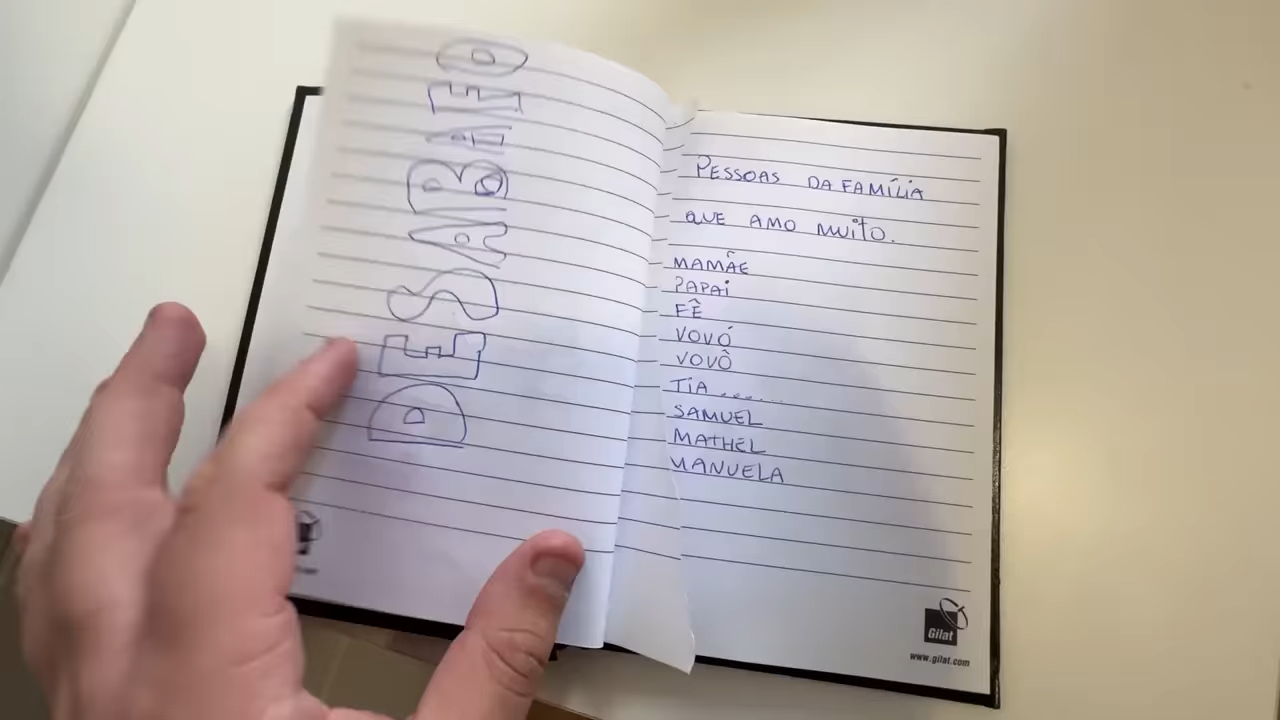 DESABAFO
PESSOAS DA FAMÍLIA
QUE AMO MUITO.
MAMÃE
PAPAI
FÊ
VOVÓ
VOVÔ
TIA ......
SAMUEL
MATHEL
MANUELA
Gilat
www.gilat.com